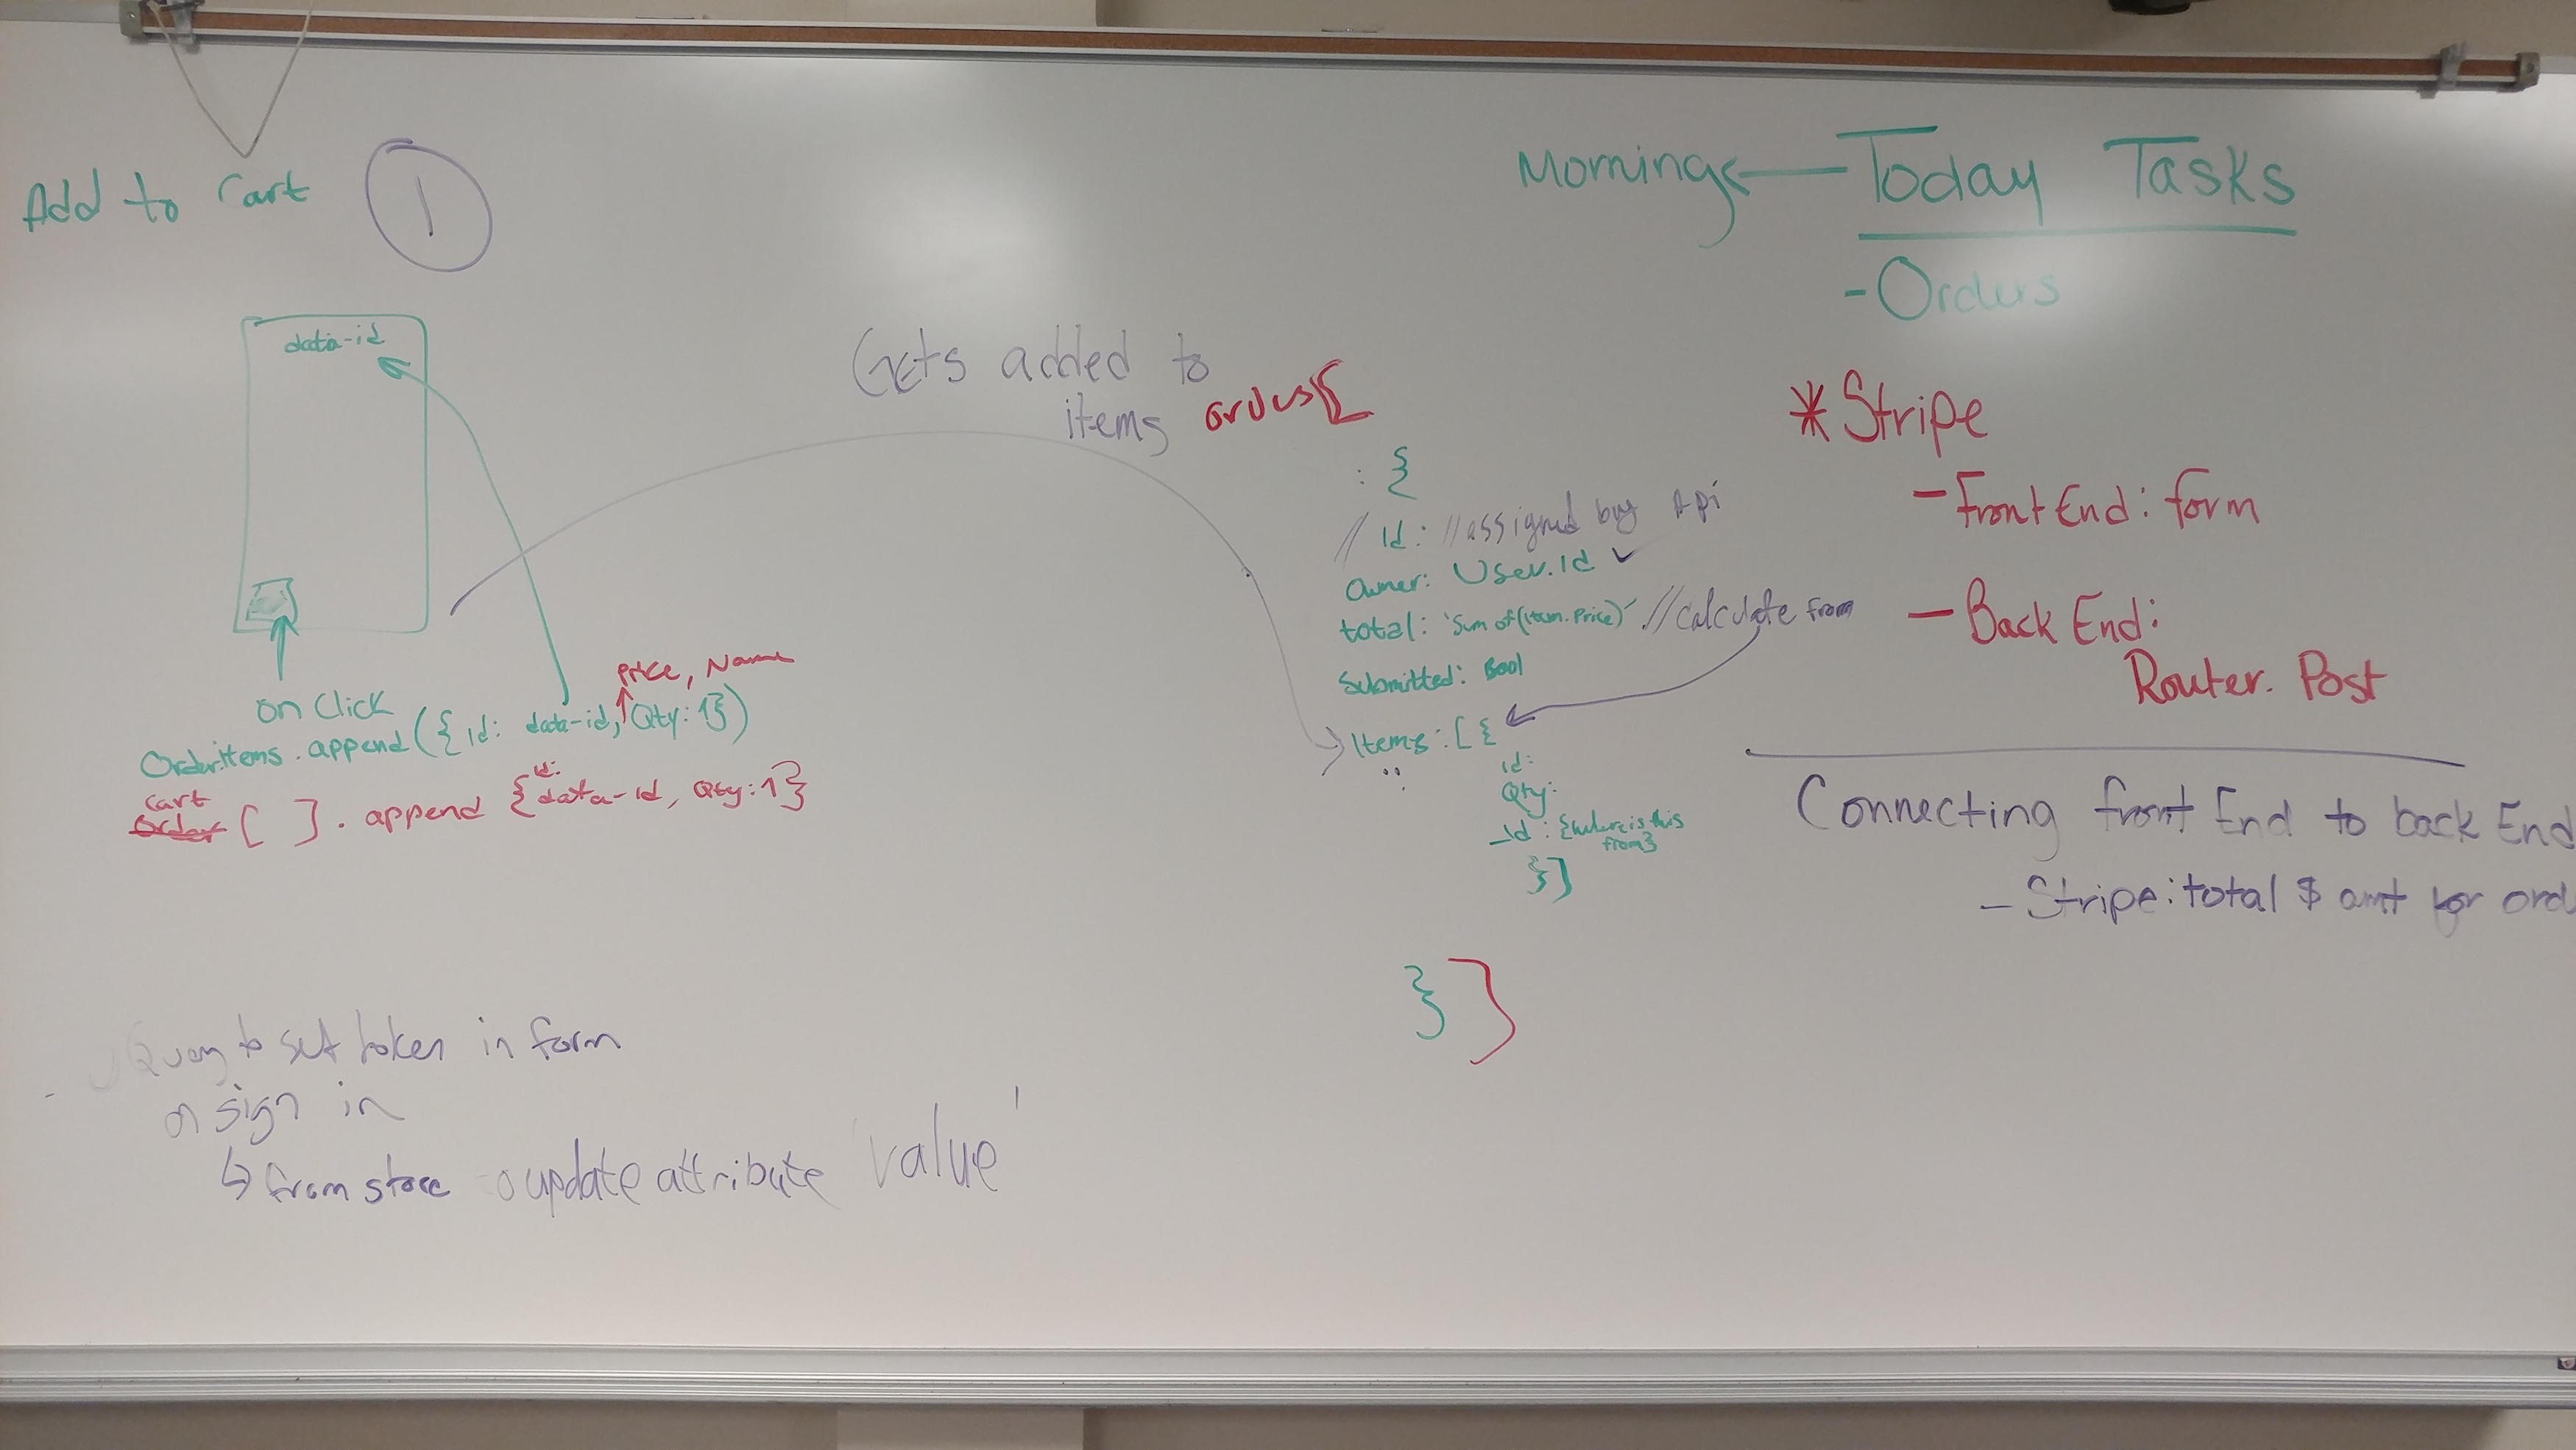 Add to Cart
1
data-id
on Click
Price, Name
Order.items.append({id: data-id, Qty:1})
Cart
Order [ ]. append {data-id, Qty:1}
id:
Gets added to
items
orders[
: {
// id: //assigned by Api
Owner: User.id ✓
total: 'Sum of(Item.Price)' //Calculate from
Submitted: Bool
Items: [{
id:
Qty:
_id: {where is this
from}
}]
}]
Morning ← Today Tasks
-Orders
* Stripe
- Front End: form
- Back End:
Router. Post
Connecting front End to back End
- Stripe: total $ amt for ord
to set token in form
sign in
↳ from store update attribute 'value'